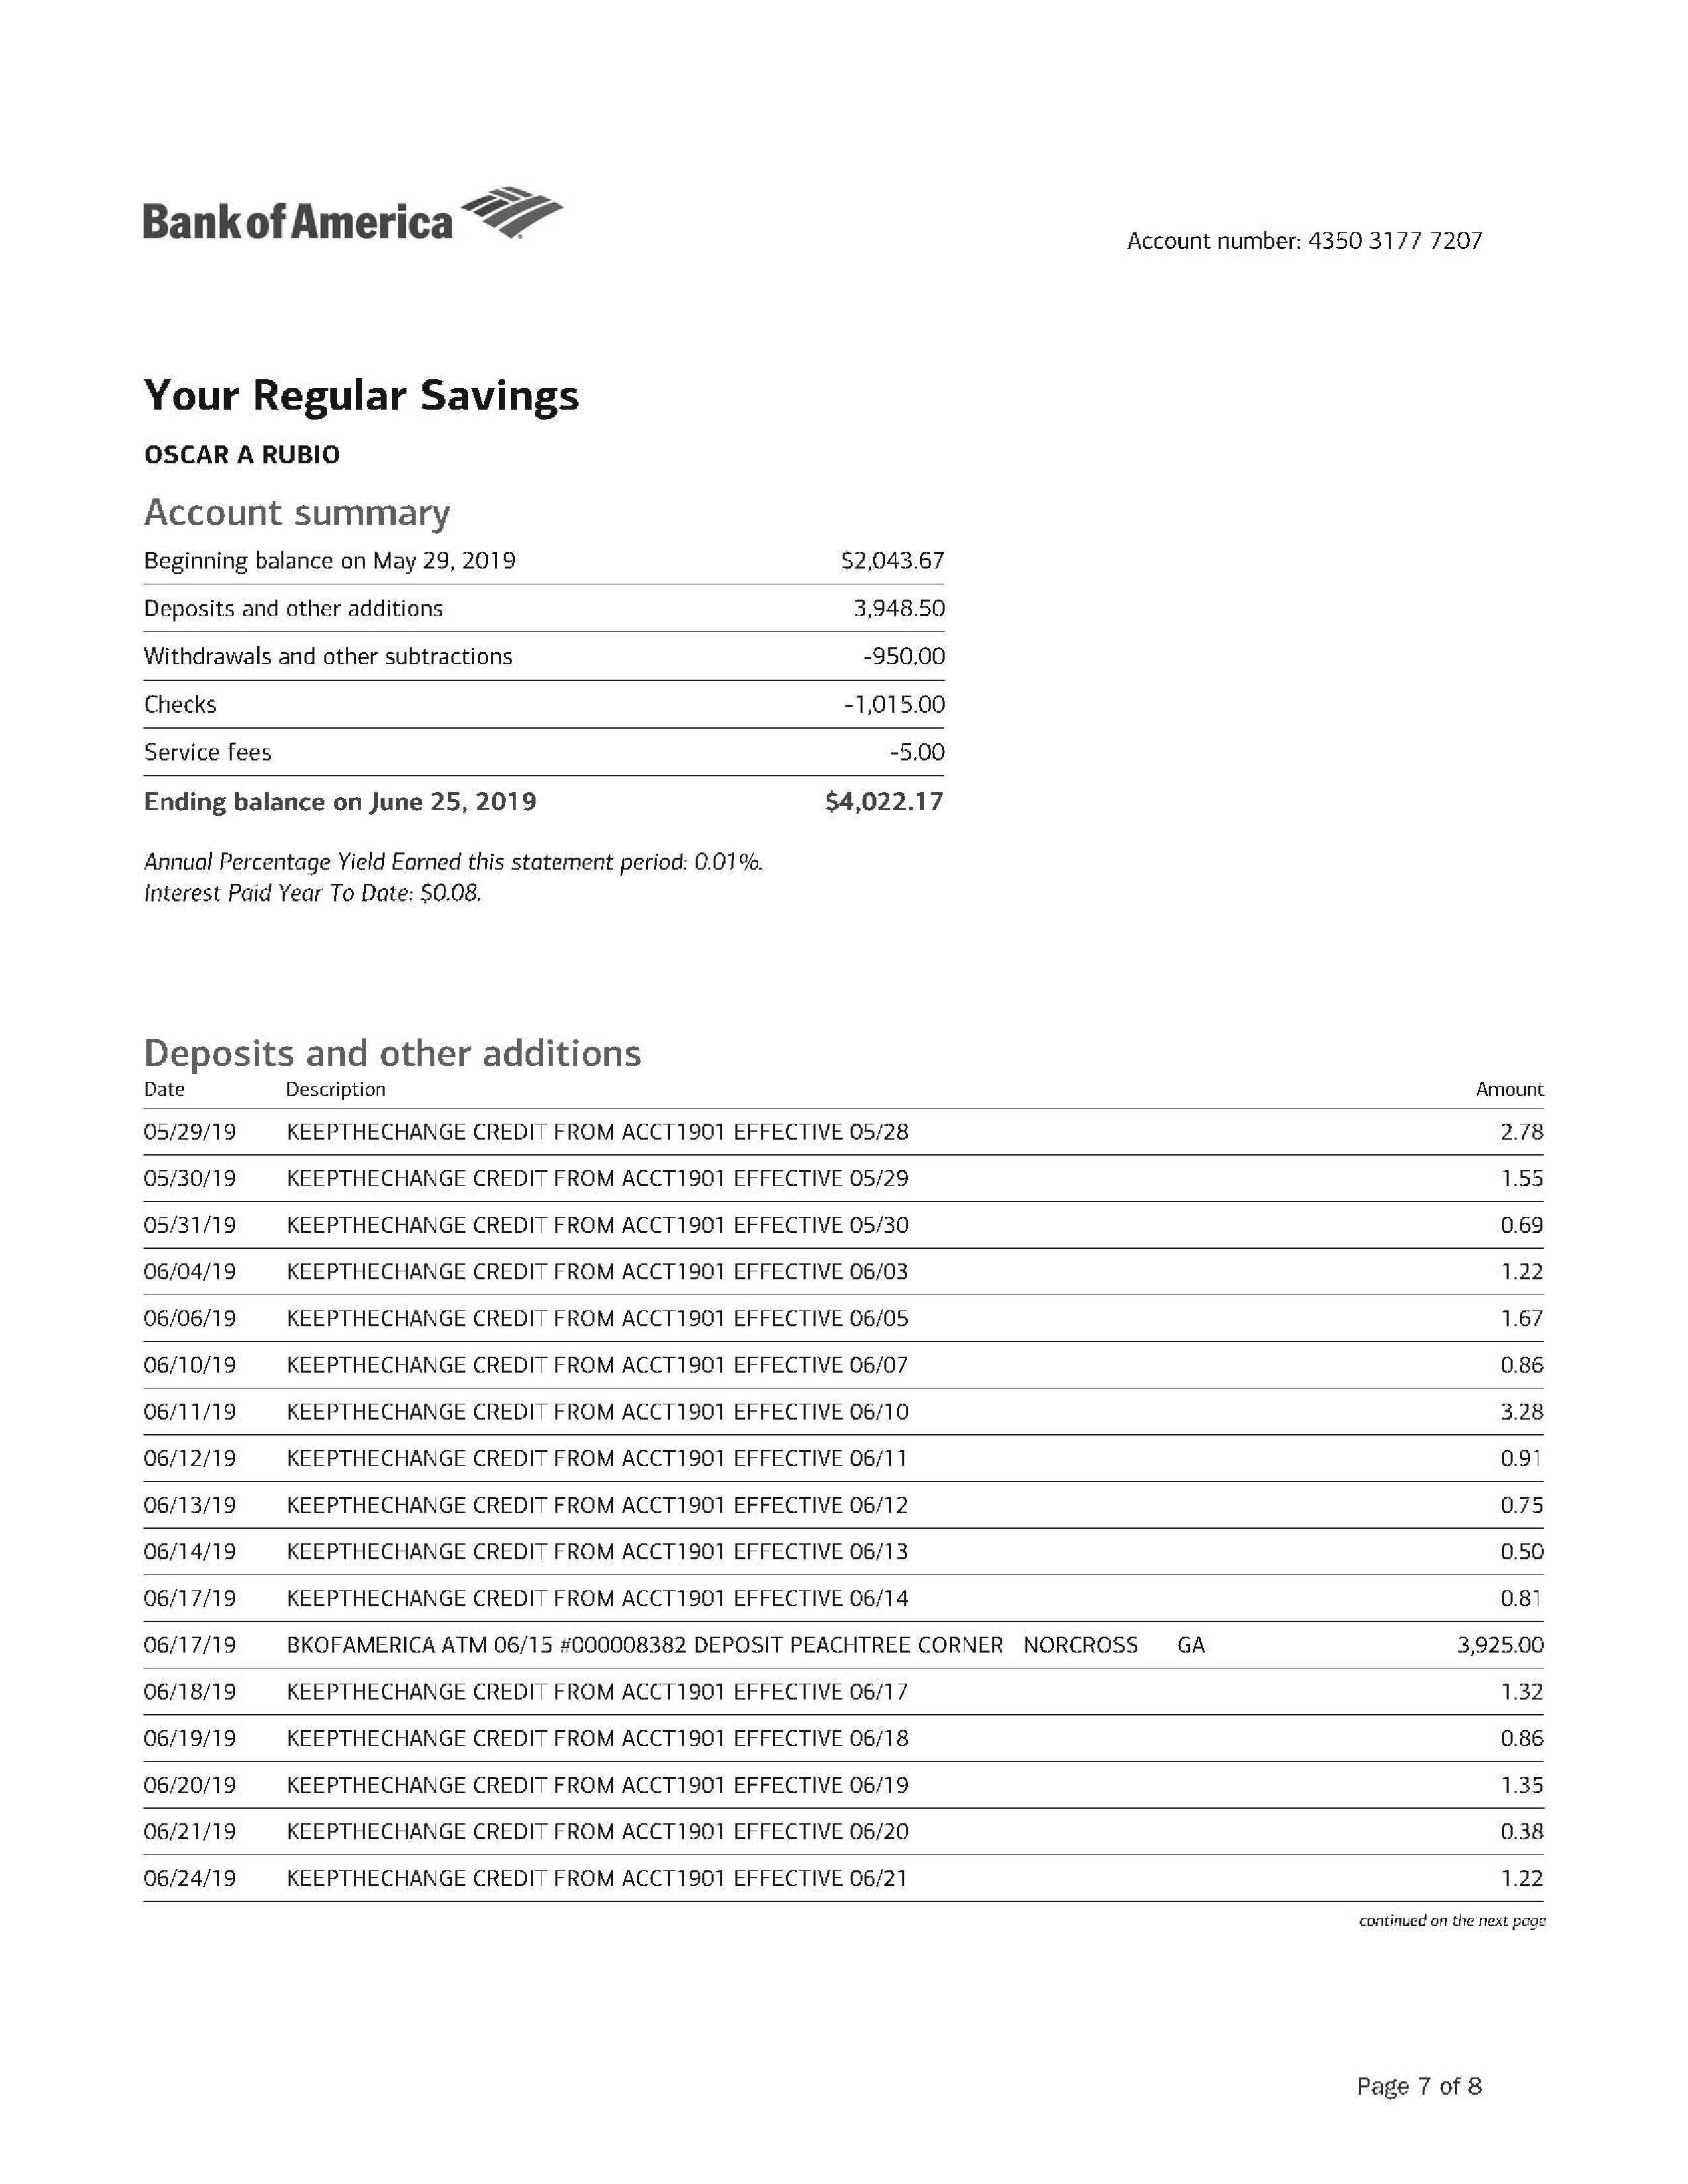 Bank of America
Account number: 4350 3177 7207
Your Regular Savings
OSCAR A RUBIO
Account summary
Beginning balance on May 29, 2019 $2,043.67
Deposits and other additions 3,948.50
Withdrawals and other subtractions -950.00
Checks -1,015.00
Service fees -5.00
Ending balance on June 25, 2019 $4,022.17
Annual Percentage Yield Earned this statement period: 0.01%.
Interest Paid Year To Date: $0.08.
Deposits and other additions
Date Description Amount
05/29/19 KEEPTHECHANGE CREDIT FROM ACCT1901 EFFECTIVE 05/28 2.78
05/30/19 KEEPTHECHANGE CREDIT FROM ACCT1901 EFFECTIVE 05/29 1.55
05/31/19 KEEPTHECHANGE CREDIT FROM ACCT1901 EFFECTIVE 05/30 0.69
06/04/19 KEEPTHECHANGE CREDIT FROM ACCT1901 EFFECTIVE 06/03 1.22
06/06/19 KEEPTHECHANGE CREDIT FROM ACCT1901 EFFECTIVE 06/05 1.67
06/10/19 KEEPTHECHANGE CREDIT FROM ACCT1901 EFFECTIVE 06/07 0.86
06/11/19 KEEPTHECHANGE CREDIT FROM ACCT1901 EFFECTIVE 06/10 3.28
06/12/19 KEEPTHECHANGE CREDIT FROM ACCT1901 EFFECTIVE 06/11 0.91
06/13/19 KEEPTHECHANGE CREDIT FROM ACCT1901 EFFECTIVE 06/12 0.75
06/14/19 KEEPTHECHANGE CREDIT FROM ACCT1901 EFFECTIVE 06/13 0.50
06/17/19 KEEPTHECHANGE CREDIT FROM ACCT1901 EFFECTIVE 06/14 0.81
06/17/19 BKOFAMERICA ATM 06/15 #000008382 DEPOSIT PEACHTREE CORNER NORCROSS GA 3,925.00
06/18/19 KEEPTHECHANGE CREDIT FROM ACCT1901 EFFECTIVE 06/17 1.32
06/19/19 KEEPTHECHANGE CREDIT FROM ACCT1901 EFFECTIVE 06/18 0.86
06/20/19 KEEPTHECHANGE CREDIT FROM ACCT1901 EFFECTIVE 06/19 1.35
06/21/19 KEEPTHECHANGE CREDIT FROM ACCT1901 EFFECTIVE 06/20 0.38
06/24/19 KEEPTHECHANGE CREDIT FROM ACCT1901 EFFECTIVE 06/21 1.22
continued on the next page
Page 7 of 8